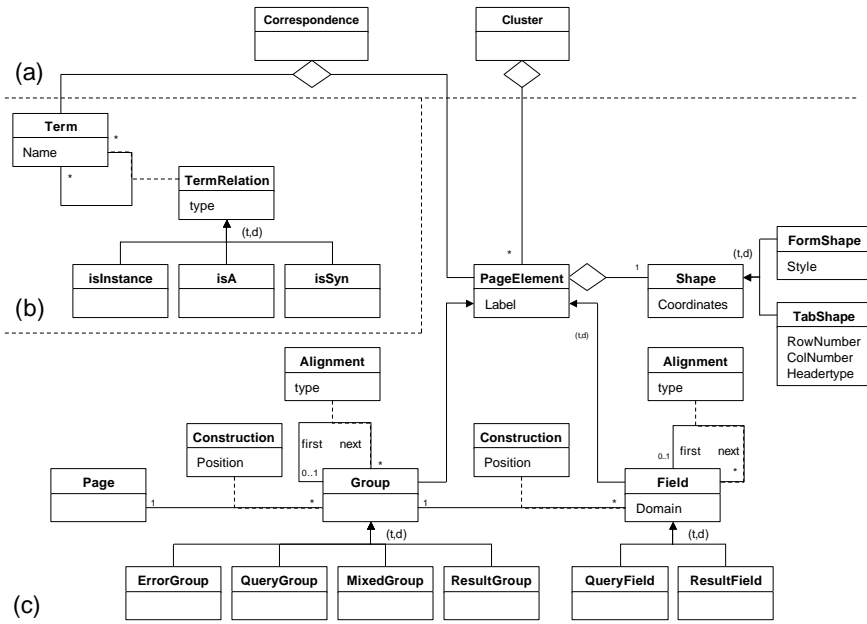 Correspondence
Cluster
(a)
Term
Name
*
*
TermRelation
type
(t,d)
isInstance
isA
isSyn
(b)
*
PageElement
Label
1
Shape
Coordinates
(t,d)
FormShape
Style
TabShape
RowNumber
ColNumber
Headertype
(t,d)
Alignment
type
Alignment
type
Construction
Position
first next
0..1
*
Construction
Position
first next
0..1
*
Page
1
*
Group
1
*
Field
Domain
(t,d)
(t,d)
ErrorGroup
QueryGroup
MixedGroup
ResultGroup
QueryField
ResultField
(c)